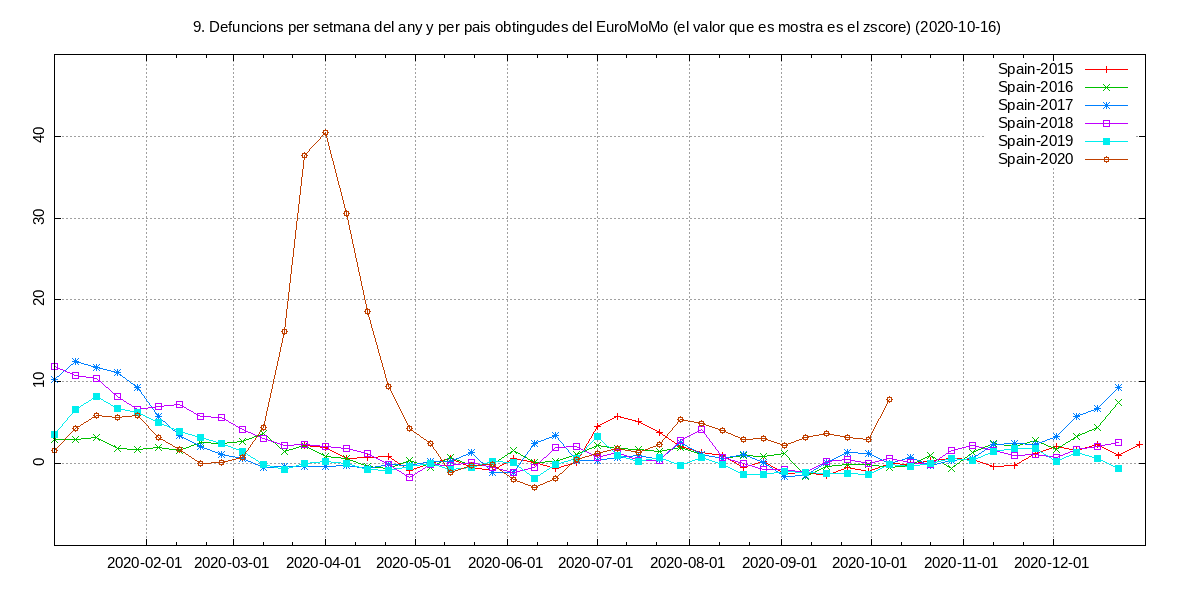 9. Defuncions per setmana del any y per pais obtingudes del EuroMoMo (el valor que es mostra es el zscore) (2020-10-16)
Spain-2015
Spain-2016
Spain-2017
Spain-2018
Spain-2019
Spain-2020
40
30
20
10
0
2020-02-01 2020-03-01 2020-04-01 2020-05-01 2020-06-01 2020-07-01 2020-08-01 2020-09-01 2020-10-01 2020-11-01 2020-12-01